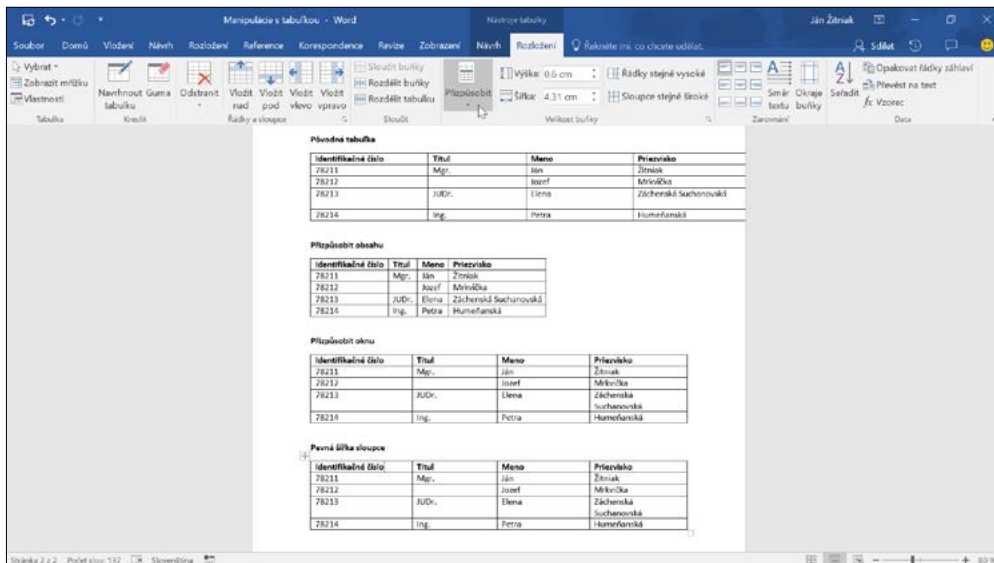 Manipulácie s tabuľkou - Word
Nástroje tabulky
Ján Žitniak
Soubor Domů Vložení Návrh Rozložení Reference Korespondence Revize Zobrazení Návrh Rozložení Řekněte mi, co chcete udělat. Sdílet
Vybrat
Zobrazit mřížku
Vlastnosti
Tabulka
Navrhnout tabulku
Guma
Kreslit
Odstranit
Vložit nad
Vložit pod
Vložit vlevo
Vložit vpravo
Řádky a sloupce
Sloučit buňky
Rozdělit buňky
Rozdělit tabulku
Sloučit
Přizpůsobit
Výška: 0,6 cm
Šířka: 4,31 cm
Řádky stejně vysoké
Sloupce stejně široké
Velikost buňky
Směr textu
Okraje buňky
Zarovnání
Seřadit
Opakovat řádky záhlaví
Převést na text
fx Vzorec
Data
Pôvodná tabuľka
Identifikačné číslo Titul Meno Priezvisko
78211 Mgr. Ján Žitniak
78212 Jozef Mrkvička
78213 JUDr. Elena Záchenská Suchanovská
78214 Ing. Petra Humeňanská
Přizpůsobit obsahu
Identifikačné číslo Titul Meno Priezvisko
78211 Mgr. Ján Žitniak
78212 Jozef Mrkvička
78213 JUDr. Elena Záchenská Suchanovská
78214 Ing. Petra Humeňanská
Přizpůsobit oknu
Identifikačné číslo Titul Meno Priezvisko
78211 Mgr. Ján Žitniak
78212 Jozef Mrkvička
78213 JUDr. Elena Záchenská
Suchanovská
78214 Ing. Petra Humeňanská
Pevná šířka sloupce
Identifikačné číslo Titul Meno Priezvisko
78211 Mgr. Ján Žitniak
78212 Jozef Mrkvička
78213 JUDr. Elena Záchenská
Suchanovská
78214 Ing. Petra Humeňanská
Stránka 2 z 2 Počet slov: 137 Slovenština